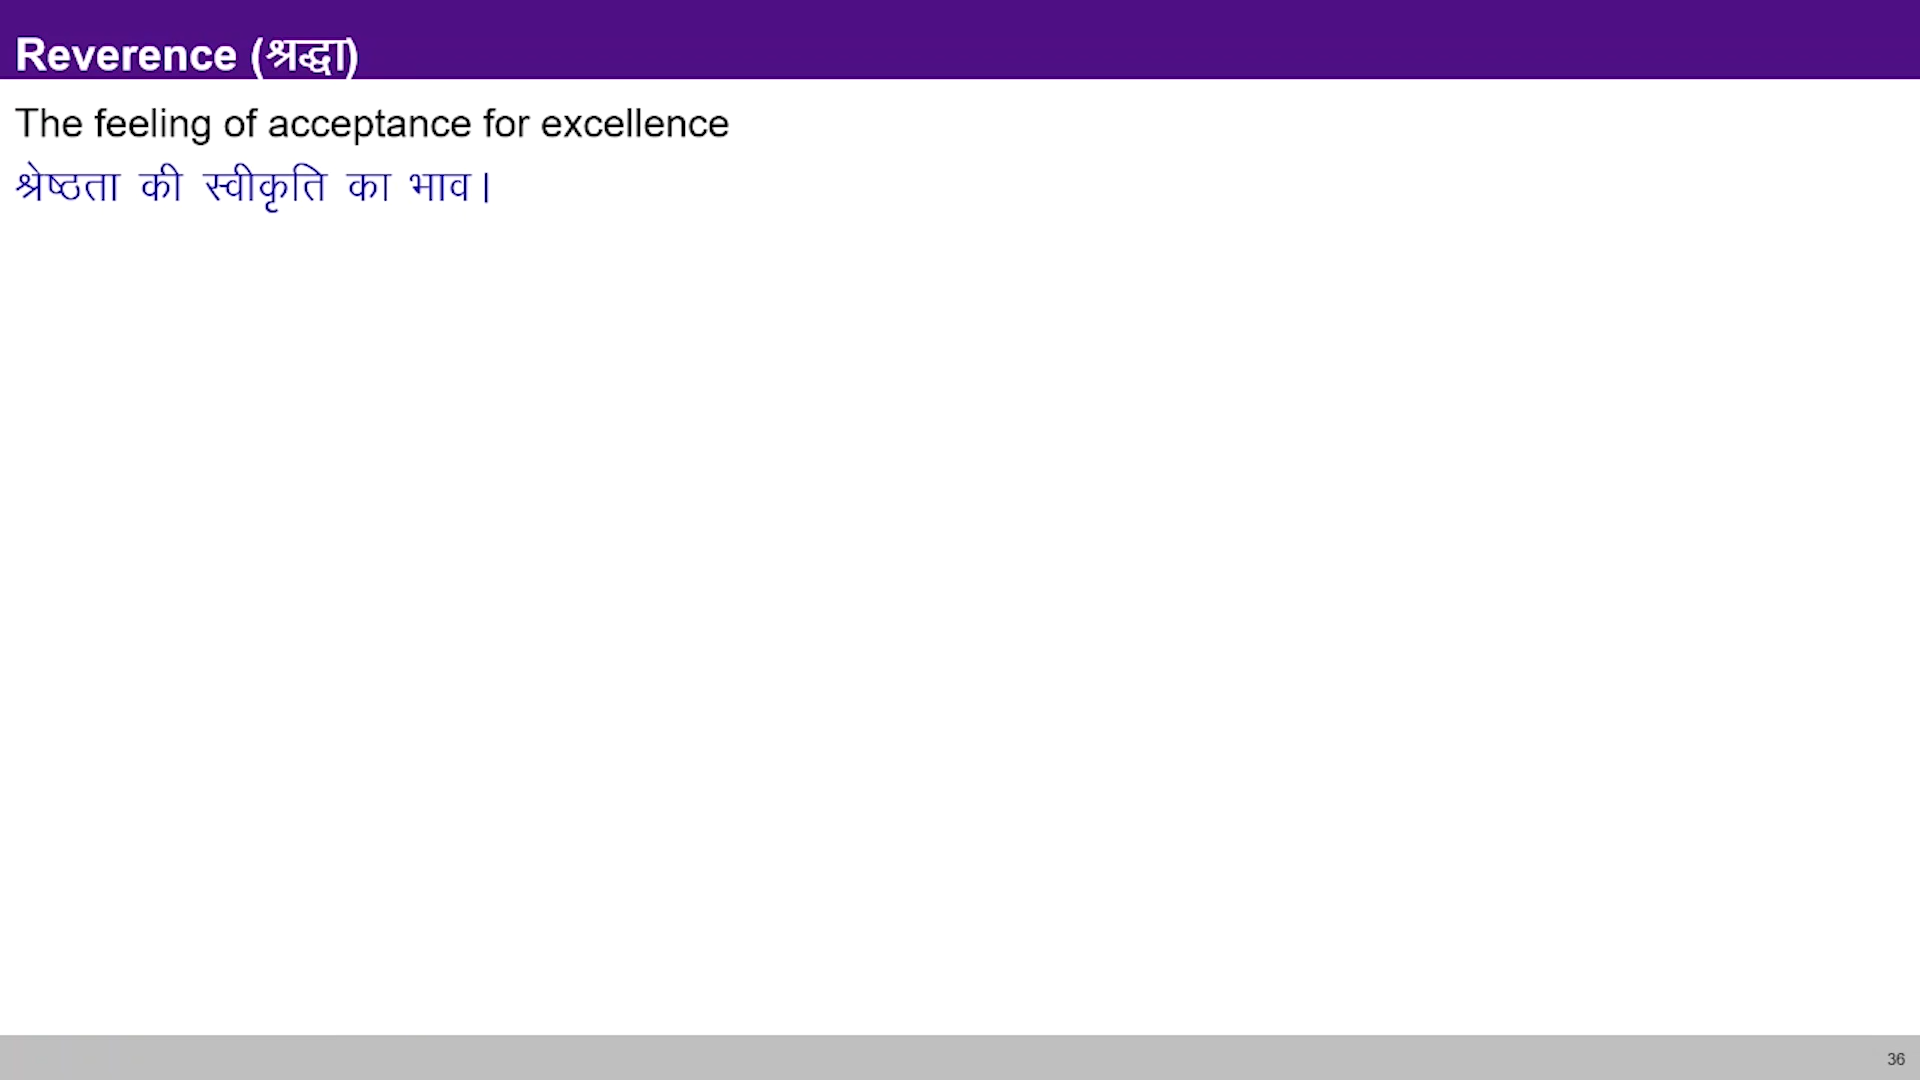 Reverence (श्रद्धा)
The feeling of acceptance for excellence
श्रेष्ठता की स्वीकृति का भाव।
36